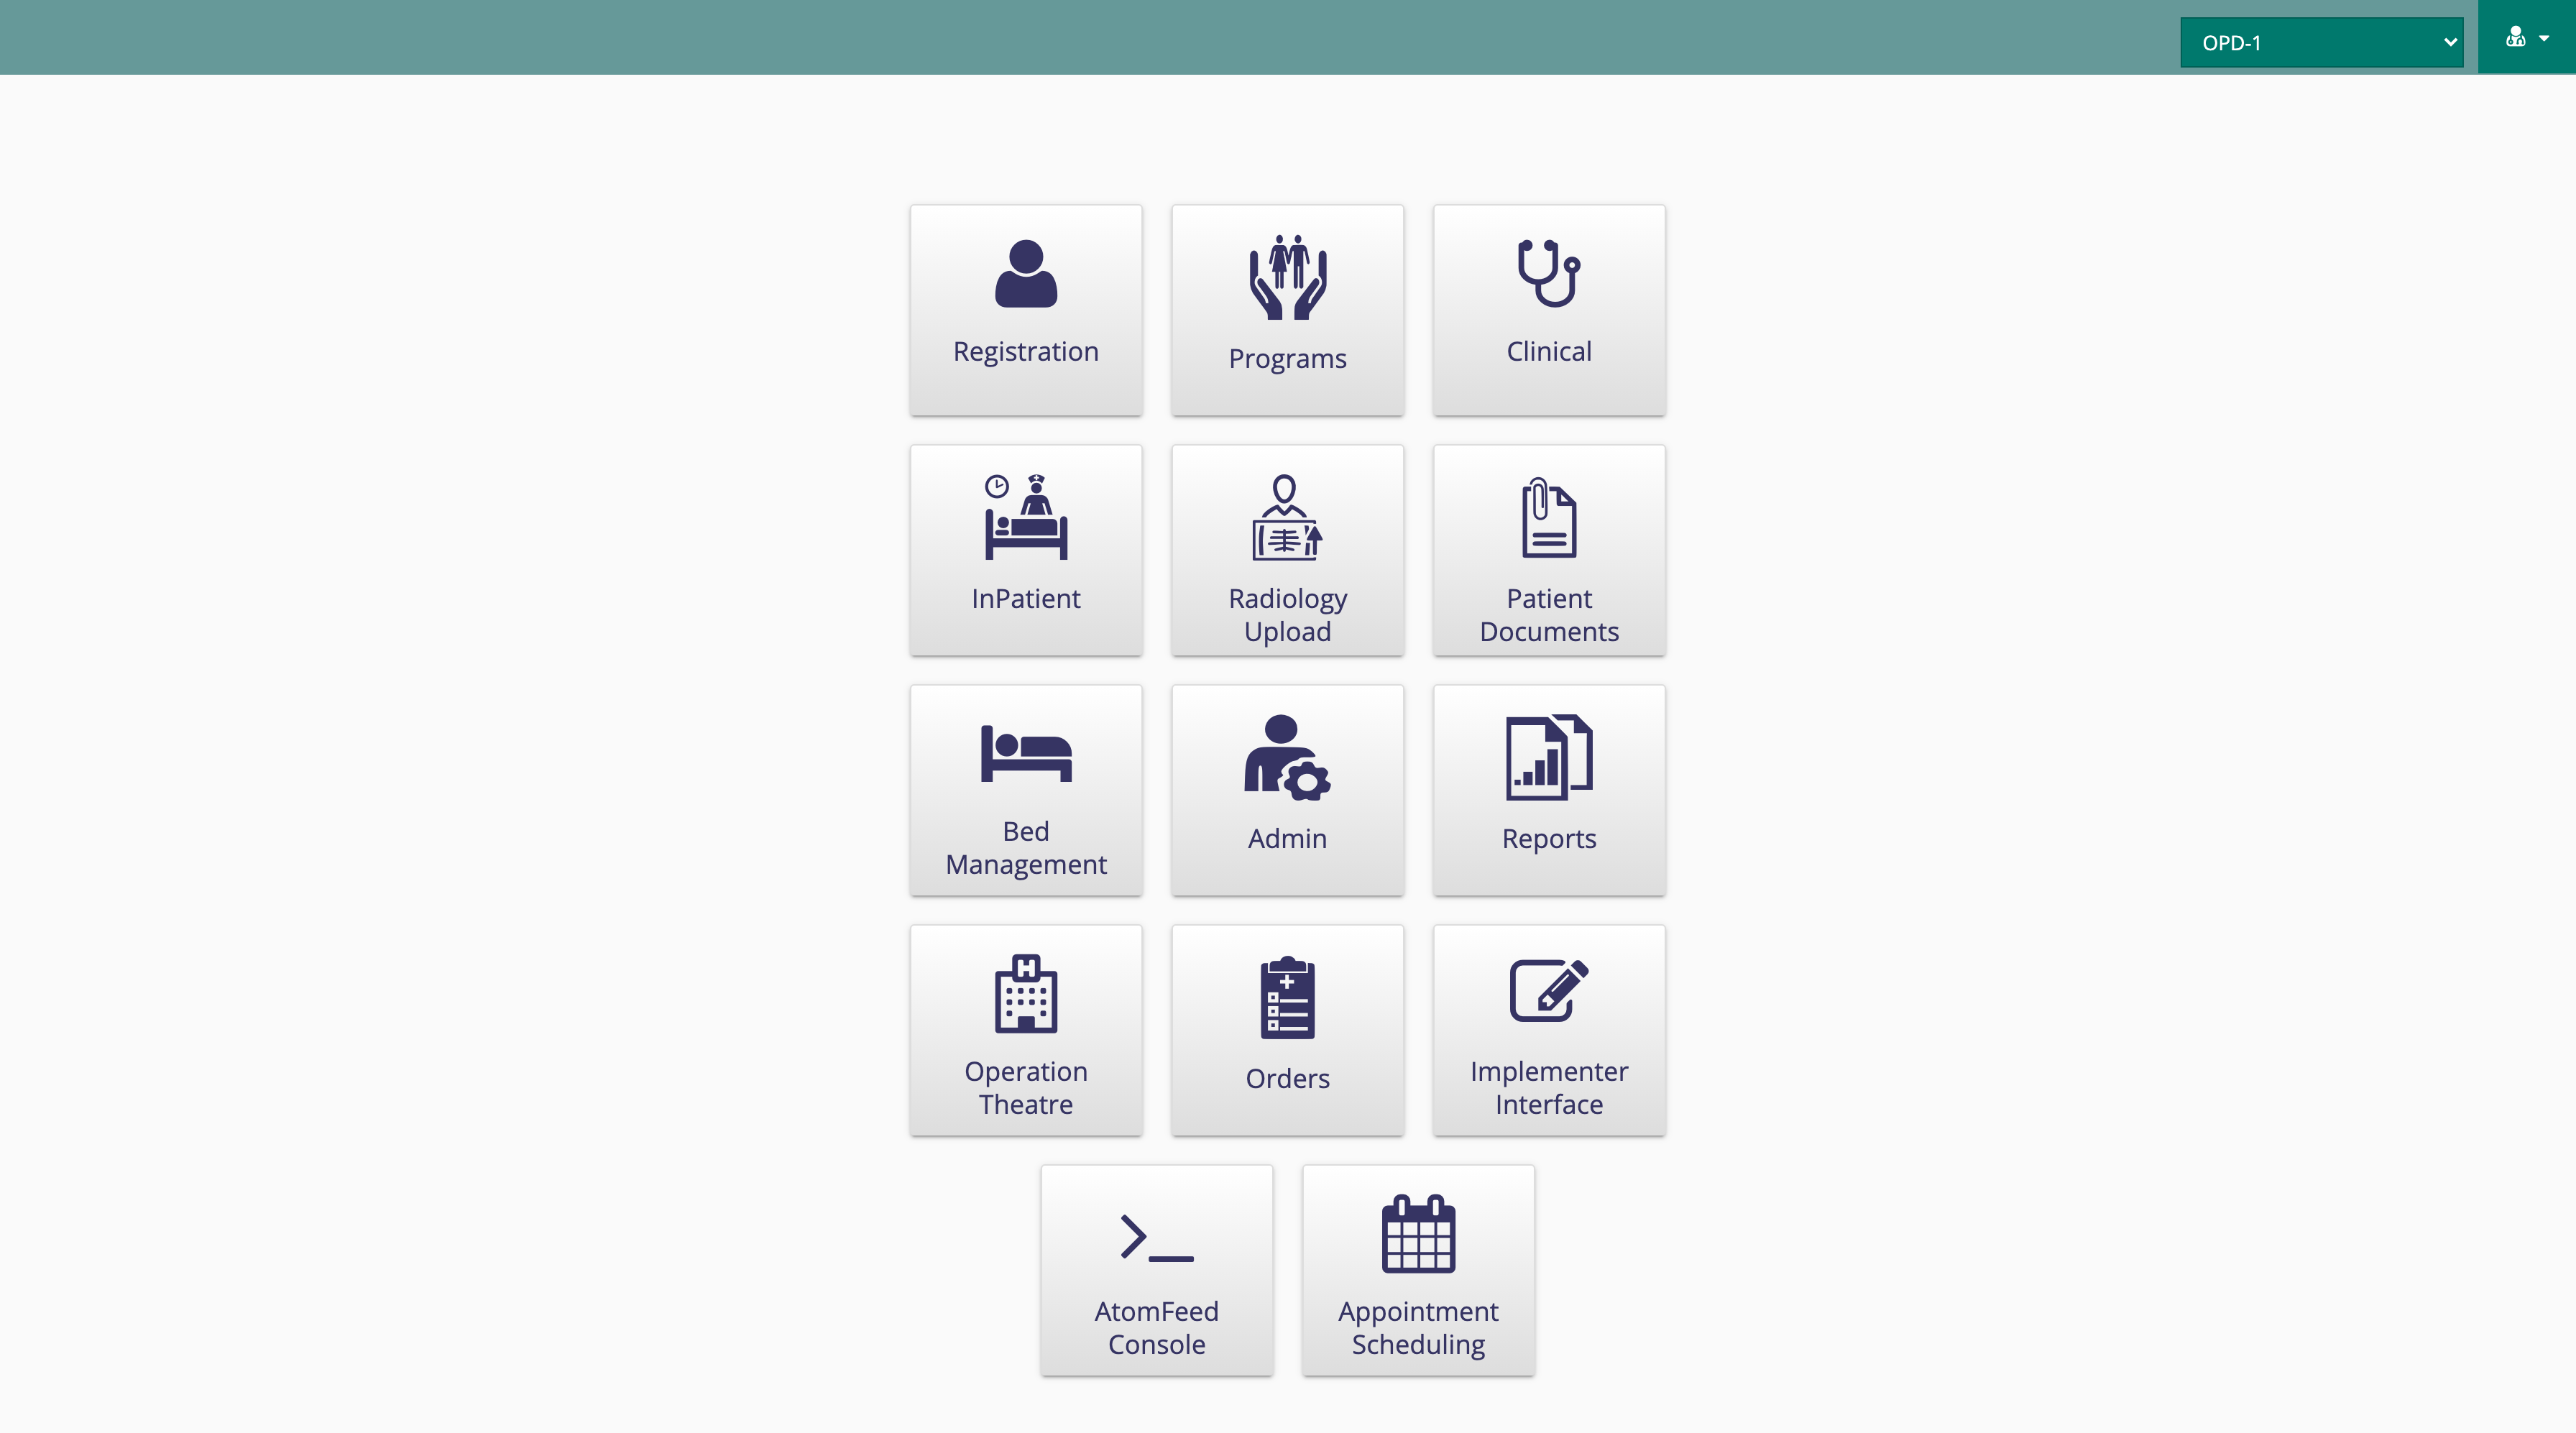 OPD-1
Registration
Programs
Clinical
InPatient
Radiology
Upload
Patient
Documents
Bed
Management
Admin
Reports
Operation
Theatre
Orders
Implementer
Interface
AtomFeed
Console
Appointment
Scheduling